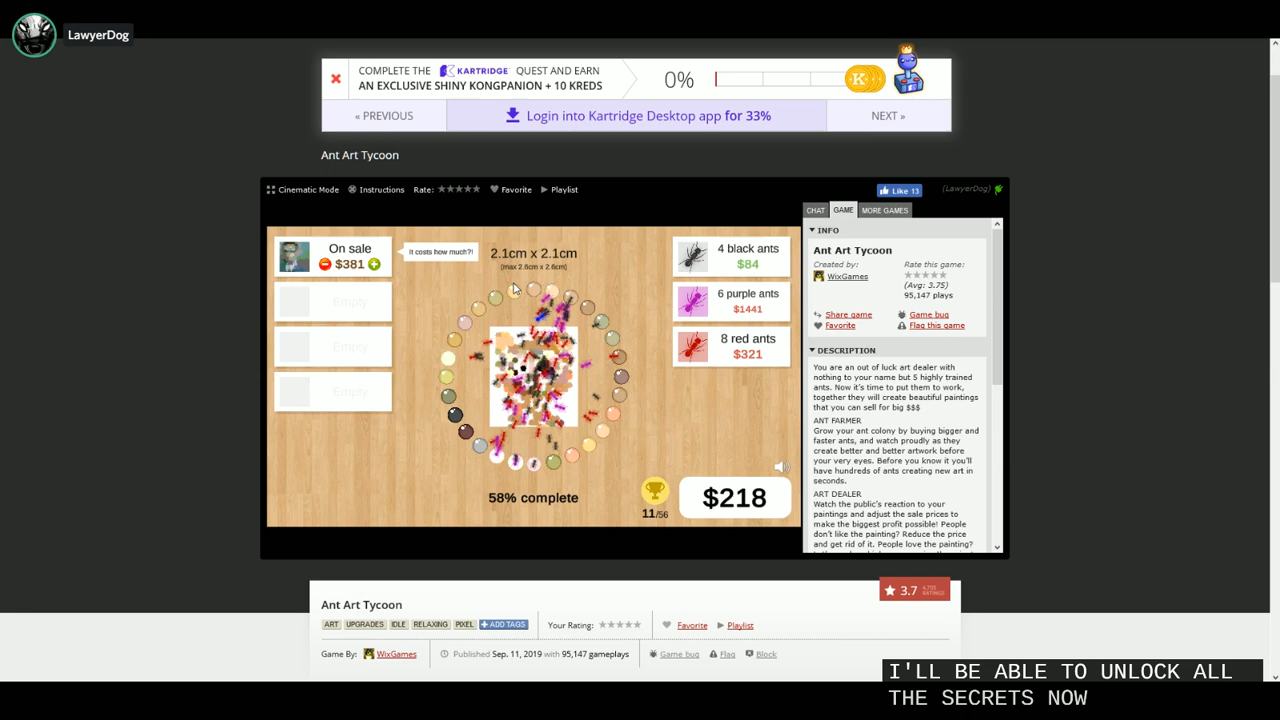 LawyerDog
COMPLETE THE KARTRIDGE QUEST AND EARN
AN EXCLUSIVE SHINY KONGPANION + 10 KREDS
0%
K
« PREVIOUS
Login into Kartridge Desktop app for 33%
NEXT »
Ant Art Tycoon
Cinematic Mode
Instructions
Rate:
Favorite
Playlist
Like 13
(LawyerDog)
CHAT
GAME
MORE GAMES
On sale
$381
It costs how much?!
Empty
Empty
Empty
2.1cm x 2.1cm
(max 2.6cm x 2.6cm)
58% complete
4 black ants
$84
6 purple ants
$1441
8 red ants
$321
11/56
$218
INFO
Ant Art Tycoon
Created by:
WixGames
Rate this game:
(Avg: 3.75)
95,147 plays
Share game
Favorite
Game bug
Flag this game
DESCRIPTION
You are an out of luck art dealer with
nothing to your name but 5 highly trained
ants. Now it's time to put them to work,
together they will create beautiful paintings
that you can sell for big $$$
ANT FARMER
Grow your ant colony by buying bigger and
faster ants, and watch proudly as they
create better and better artwork before
your very eyes. Before you know it you'll
have hundreds of ants creating new art in
seconds.
ART DEALER
Watch the public's reaction to your
paintings and adjust the sale prices to
make the biggest profit possible! People
don't like the painting? Reduce the price
and get rid of it. People love the painting?
Ant Art Tycoon
3.7
RATINGS
ART
UPGRADES
IDLE
RELAXING
PIXEL
ADD TAGS
Your Rating:
Favorite
Playlist
Game By:
WixGames
Published Sep. 11, 2019 with 95,147 gameplays
Game bug
Flag
Block
I'LL BE ABLE TO UNLOCK ALL
THE SECRETS NOW